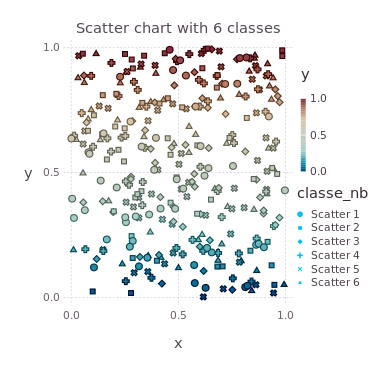 Scatter chart with 6 classes
y
1.0
0.5
0.0
0.0
0.5
1.0
x
y
1.0
0.5
0.0
classe_nb
Scatter 1
Scatter 2
Scatter 3
Scatter 4
Scatter 5
Scatter 6